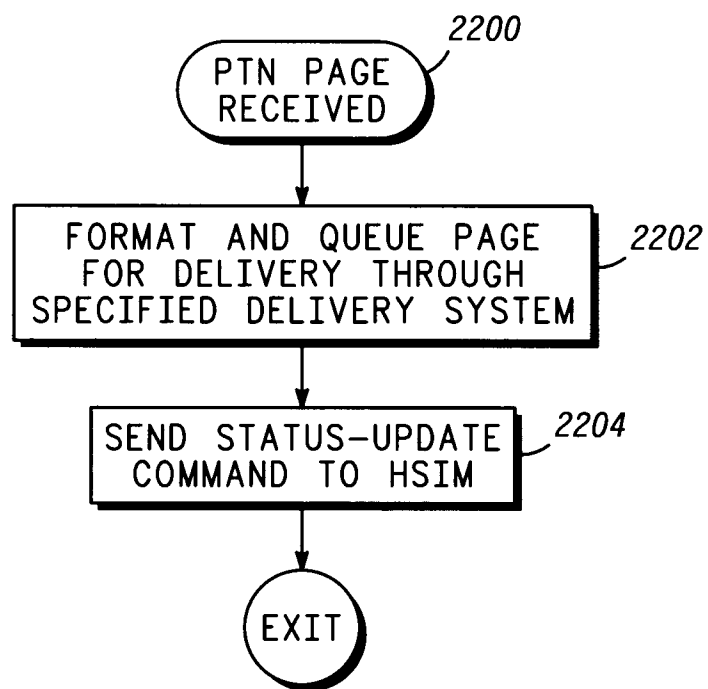 2200
PTN PAGE
RECEIVED
FORMAT AND QUEUE PAGE
FOR DELIVERY THROUGH
SPECIFIED DELIVERY SYSTEM
2202
SEND STATUS-UPDATE
COMMAND TO HSIM
2204
EXIT